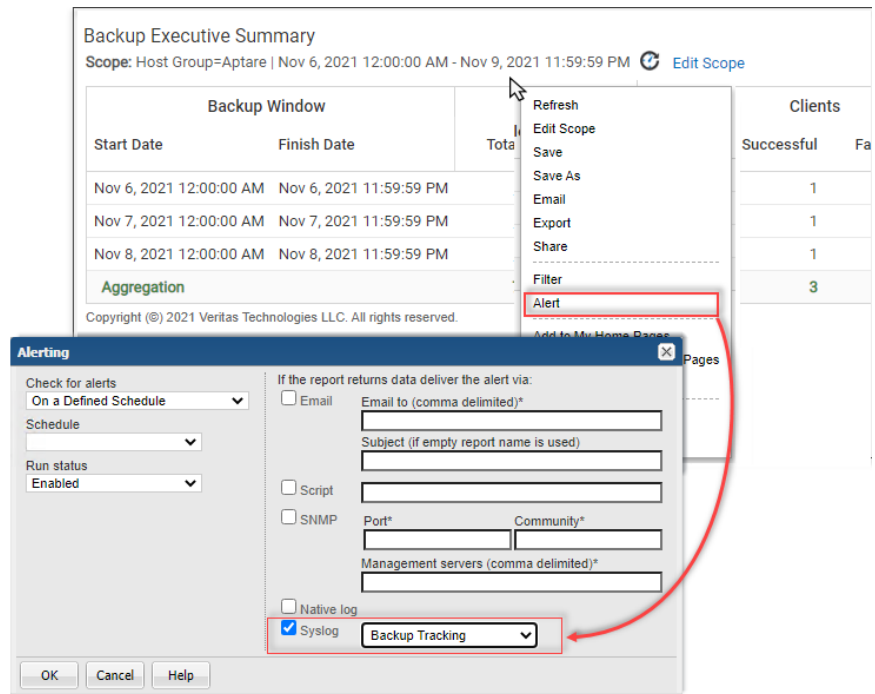 Backup Executive Summary
Scope: Host Group=Aptare | Nov 6, 2021 12:00:00 AM - Nov 9, 2021 11:59:59 PM Edit Scope
Backup Window Clients
Start Date Finish Date Tota Successful Fa
Nov 6, 2021 12:00:00 AM Nov 6, 2021 11:59:59 PM 1
Nov 7, 2021 12:00:00 AM Nov 7, 2021 11:59:59 PM 1
Nov 8, 2021 12:00:00 AM Nov 8, 2021 11:59:59 PM 1
Aggregation 3
Copyright (©) 2021 Veritas Technologies LLC. All rights reserved.
Refresh
Edit Scope
Save
Save As
Email
Export
Share
Filter
Alert
Add to My Home Pages
Pages
Alerting
Check for alerts
On a Defined Schedule
Schedule
Run status
Enabled
If the report returns data deliver the alert via:
Email Email to (comma delimited)*
Subject (if empty report name is used)
Script
SNMP Port* Community*
Management servers (comma delimited)*
Native log
Syslog Backup Tracking
OK Cancel Help